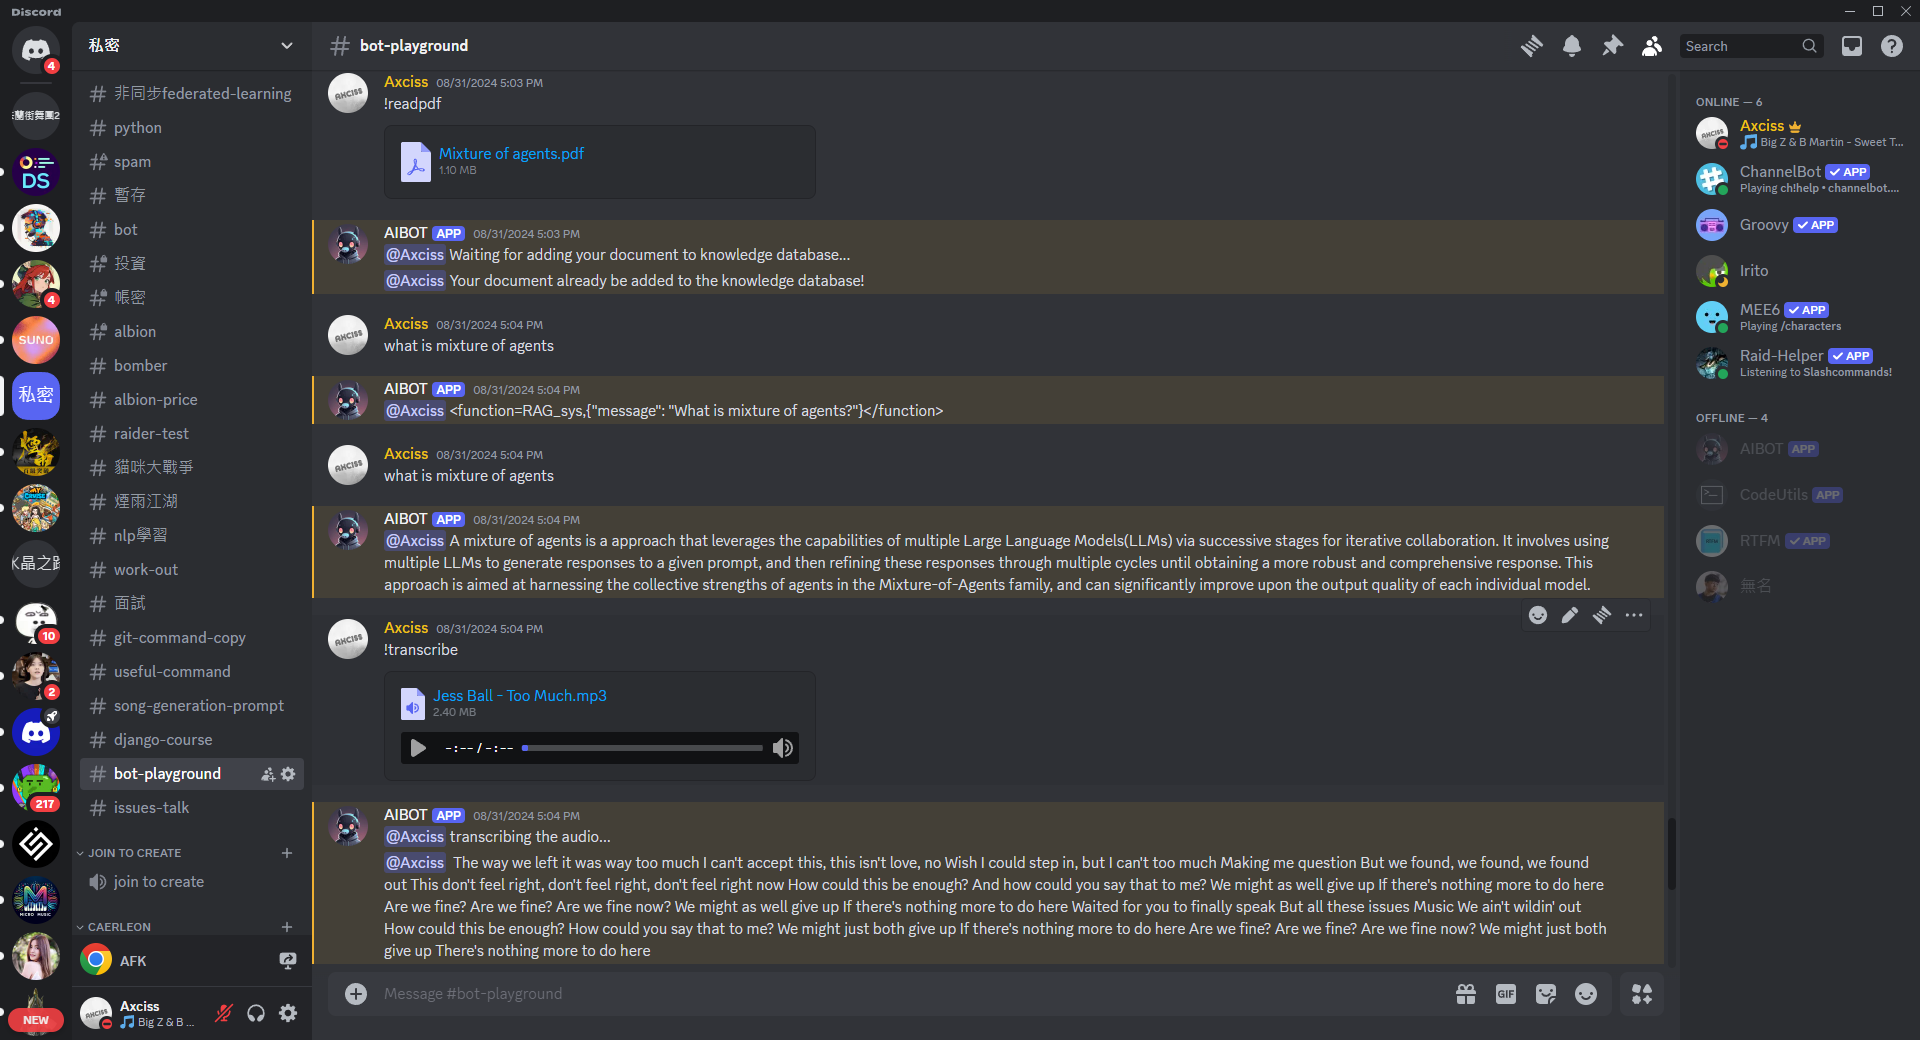 Discord
私密
# bot-playground
Search
4
非同步federated-learning
python
spam
暫存
bot
投資
帳密
albion
bomber
albion-price
raider-test
貓咪大戰爭
煙雨江湖
nlp學習
work-out
面試
git-command-copy
useful-command
song-generation-prompt
django-course
bot-playground
issues-talk
JOIN TO CREATE
join to create
CAERLEON
AFK
Axciss
Big Z & B ...
DS
4
SUNO
私密
10
2
217
MICRO MUSIC
NEW
Axciss 08/31/2024 5:03 PM
!readpdf
Mixture of agents.pdf
1.10 MB
AIBOT APP 08/31/2024 5:03 PM
@Axciss Waiting for adding your document to knowledge database...
@Axciss Your document already be added to the knowledge database!
Axciss 08/31/2024 5:04 PM
what is mixture of agents
AIBOT APP 08/31/2024 5:04 PM
@Axciss <function=RAG_sys,{"message": "What is mixture of agents?"}</function>
Axciss 08/31/2024 5:04 PM
what is mixture of agents
AIBOT APP 08/31/2024 5:04 PM
@Axciss A mixture of agents is a approach that leverages the capabilities of multiple Large Language Models(LLMs) via successive stages for iterative collaboration. It involves using
multiple LLMs to generate responses to a given prompt, and then refining these responses through multiple cycles until obtaining a more robust and comprehensive response. This
approach is aimed at harnessing the collective strengths of agents in the Mixture-of-Agents family, and can significantly improve upon the output quality of each individual model.
Axciss 08/31/2024 5:04 PM
!transcribe
Jess Ball - Too Much.mp3
2.40 MB
-:-- / -:--
AIBOT APP 08/31/2024 5:04 PM
@Axciss transcribing the audio...
@Axciss The way we left it was way too much I can't accept this, this isn't love, no Wish I could step in, but I can't too much Making me question But we found, we found, we found
out This don't feel right, don't feel right, don't feel right now How could this be enough? And how could you say that to me? We might as well give up If there's nothing more to do here
Are we fine? Are we fine? Are we fine now? We might as well give up If there's nothing more to do here Waited for you to finally speak But all these issues Music We ain't wildin' out
How could this be enough? How could you say that to me? We might just both give up If there's nothing more to do here Are we fine? Are we fine? Are we fine now? We might just both
give up There's nothing more to do here
Message #bot-playground
GIF
ONLINE — 6
Axciss
Big Z & B Martin - Sweet T...
ChannelBot APP
Playing ch!help • channelbot....
Groovy APP
Irito
MEE6 APP
Playing /characters
Raid-Helper APP
Listening to Slashcommands!
OFFLINE — 4
AIBOT APP
CodeUtils APP
RTFM APP
無名